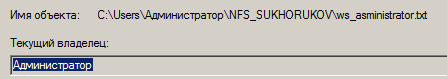 Имя объекта: C:\Users\Администратор\NFS_SUKHORUKOV\ws_asministrator.txt
Текущий владелец:
Администратор